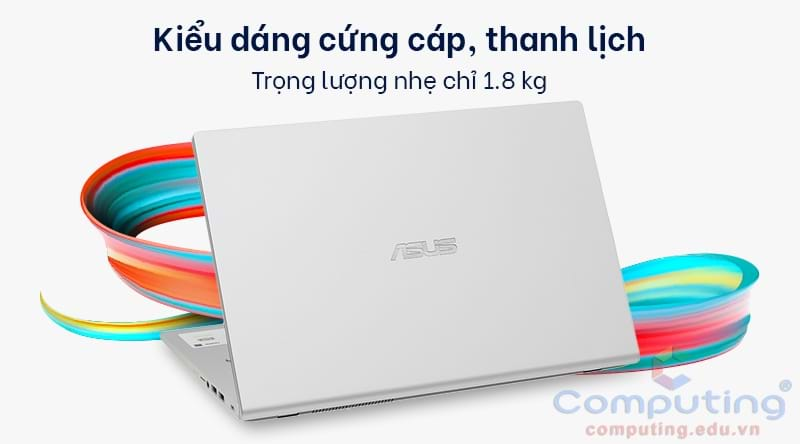 Kiểu dáng cứng cáp, thanh lịch
Trọng lượng nhẹ chỉ 1.8 kg
ASUS
Computing®
computing.edu.vn